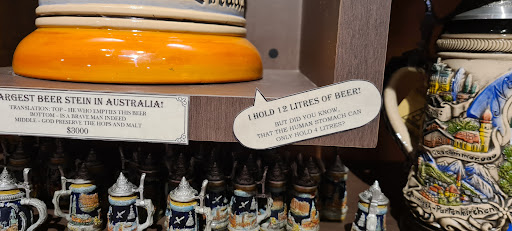 ARGEST BEER STEIN IN AUSTRALIA!
TRANSLATION: TOP - HE WHO EMPTIES THIS BEER
BOTTOM - IS A BRAVE MAN INDEED
MIDDLE - GOD PRESERVE THE HOPS AND MALT
$3000
I HOLD 12 LITRES OF BEER!
BUT DID YOU KNOW,
THAT THE HUMAN STOMACH CAN
ONLY HOLD 4 LITRES?